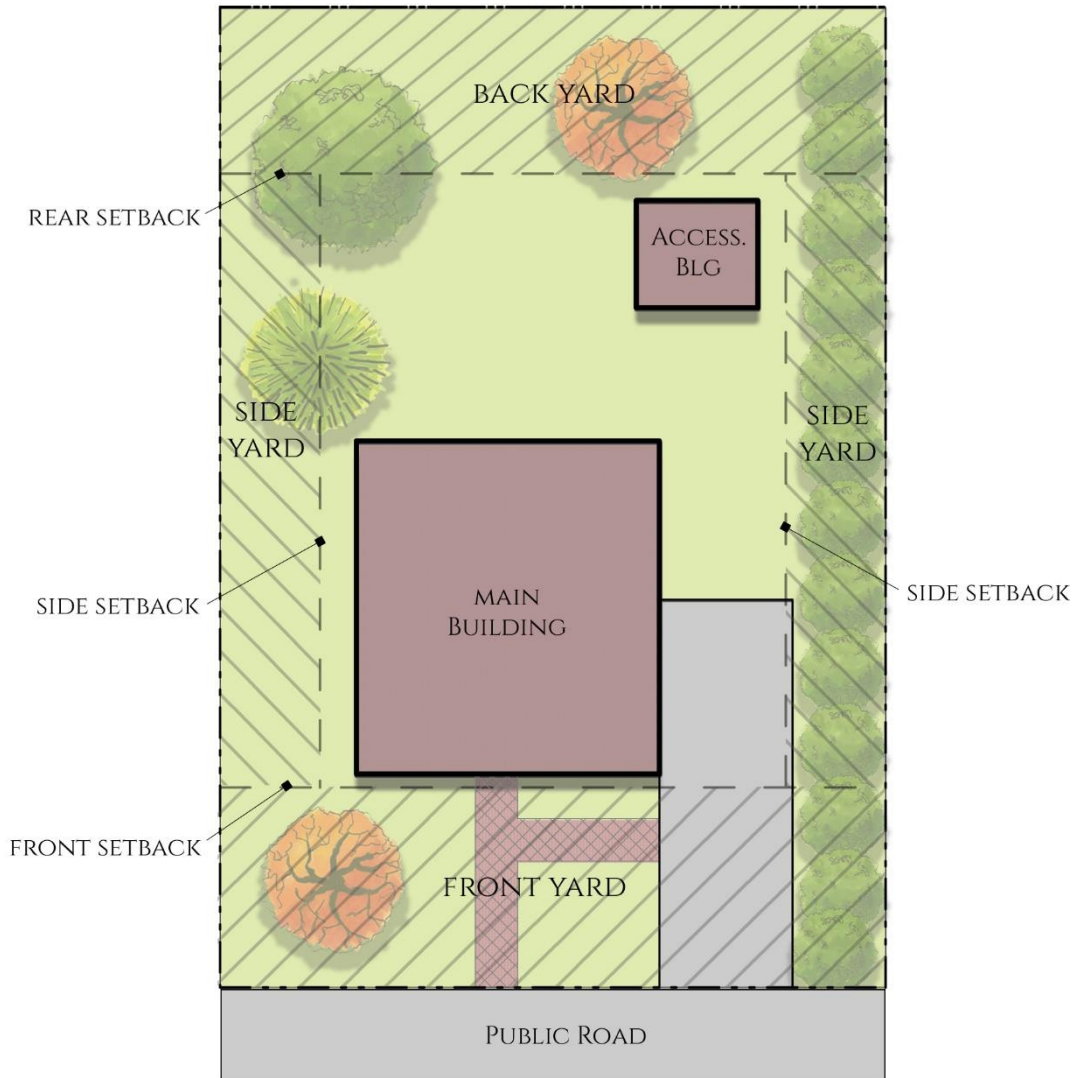 BACK YARD
REAR SETBACK
ACCESS.
BLG
SIDE
YARD
SIDE
YARD
SIDE SETBACK
MAIN
BUILDING
SIDE SETBACK
FRONT SETBACK
FRONT YARD
PUBLIC ROAD